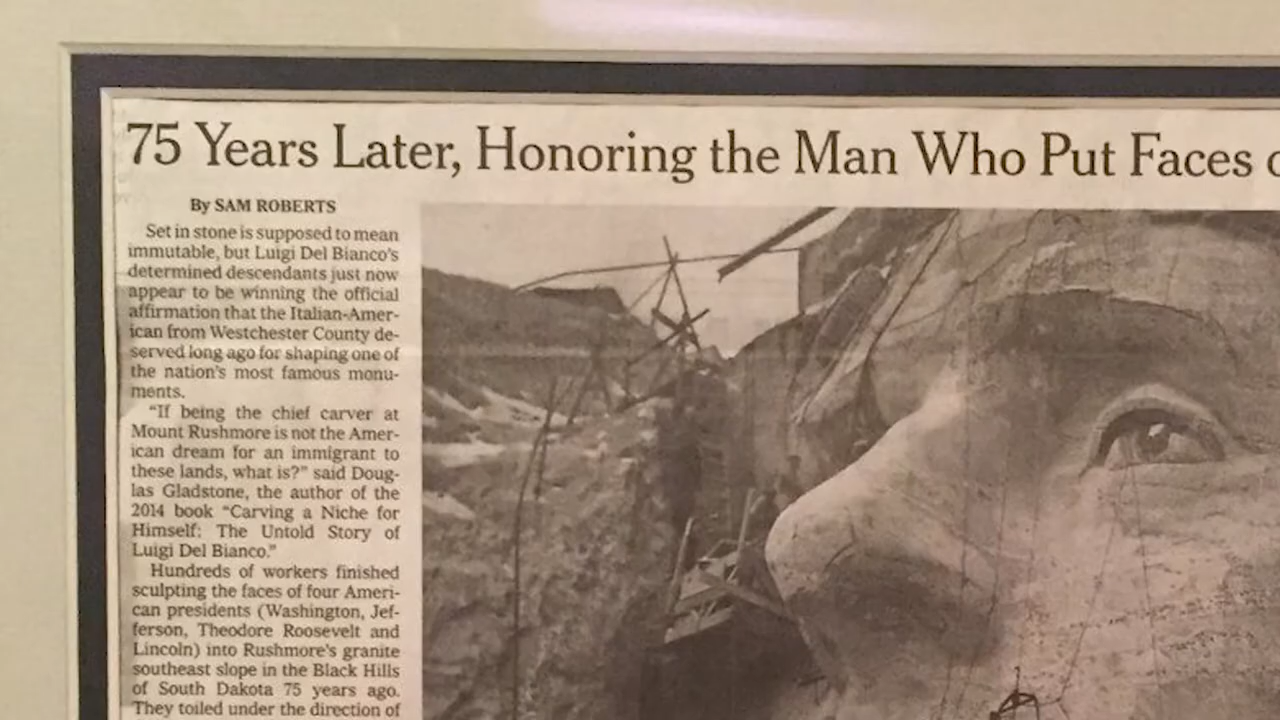 75 Years Later, Honoring the Man Who Put Faces
By SAM ROBERTS
Set in stone is supposed to mean
immutable, but Luigi Del Bianco's
determined descendants just now
appear to be winning the official
affirmation that the Italian-Amer-
ican from Westchester County de-
served long ago for shaping one of
the nation's most famous monu-
ments.
"If being the chief carver at
Mount Rushmore is not the Amer-
ican dream for an immigrant to
these lands, what is?" said Doug-
las Gladstone, the author of the
2014 book "Carving a Niche for
Himself: The Untold Story of
Luigi Del Bianco."
Hundreds of workers finished
sculpting the faces of four Ameri-
can presidents (Washington, Jef-
ferson, Theodore Roosevelt and
Lincoln) into Rushmore's granite
southeast slope in the Black Hills
of South Dakota 75 years ago.
They toiled under the direction of